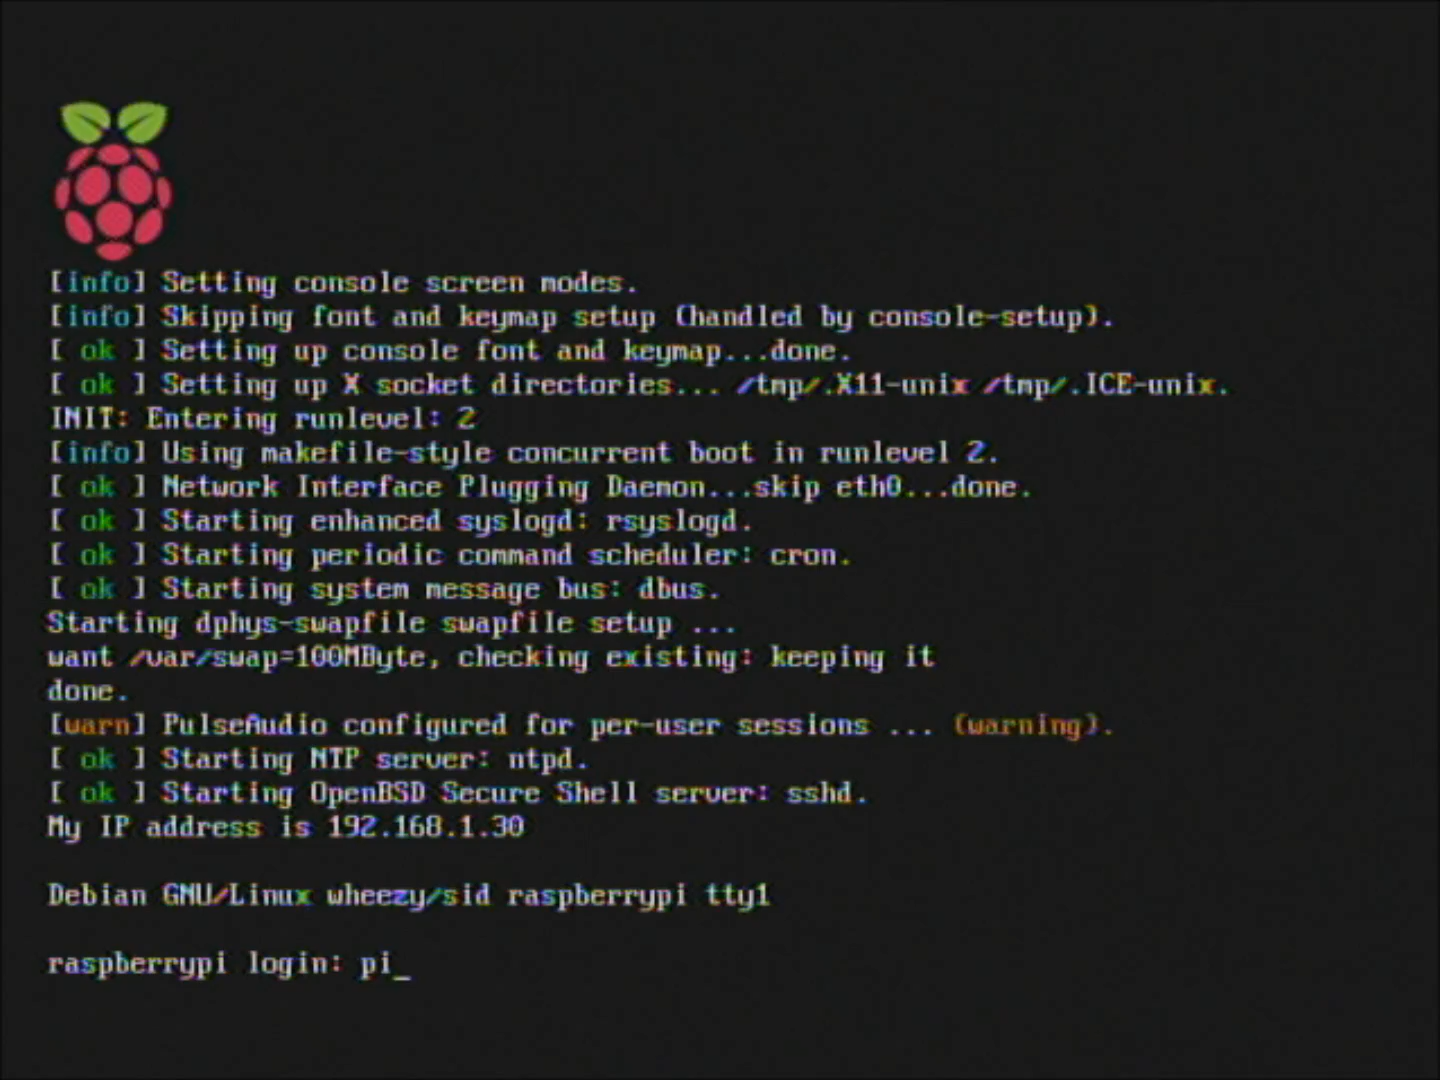 [info] Setting console screen modes.
[info] Skipping font and keymap setup (handled by console-setup).
[ ok ] Setting up console font and keymap...done.
[ ok ] Setting up X socket directories... /tmp/.X11-unix /tmp/.ICE-unix.
INIT: Entering runlevel: 2
[info] Using makefile-style concurrent boot in runlevel 2.
[ ok ] Network Interface Plugging Daemon...skip eth0...done.
[ ok ] Starting enhanced syslogd: rsyslogd.
[ ok ] Starting periodic command scheduler: cron.
[ ok ] Starting system message bus: dbus.
Starting dphys-swapfile swapfile setup ...
want /var/swap=100MByte, checking existing: keeping it
done.
[warn] PulseAudio configured for per-user sessions ... (warning).
[ ok ] Starting NTP server: ntpd.
[ ok ] Starting OpenBSD Secure Shell server: sshd.
My IP address is 192.168.1.30
Debian GNU/Linux wheezy/sid raspberrypi tty1
raspberrypi login: pi_